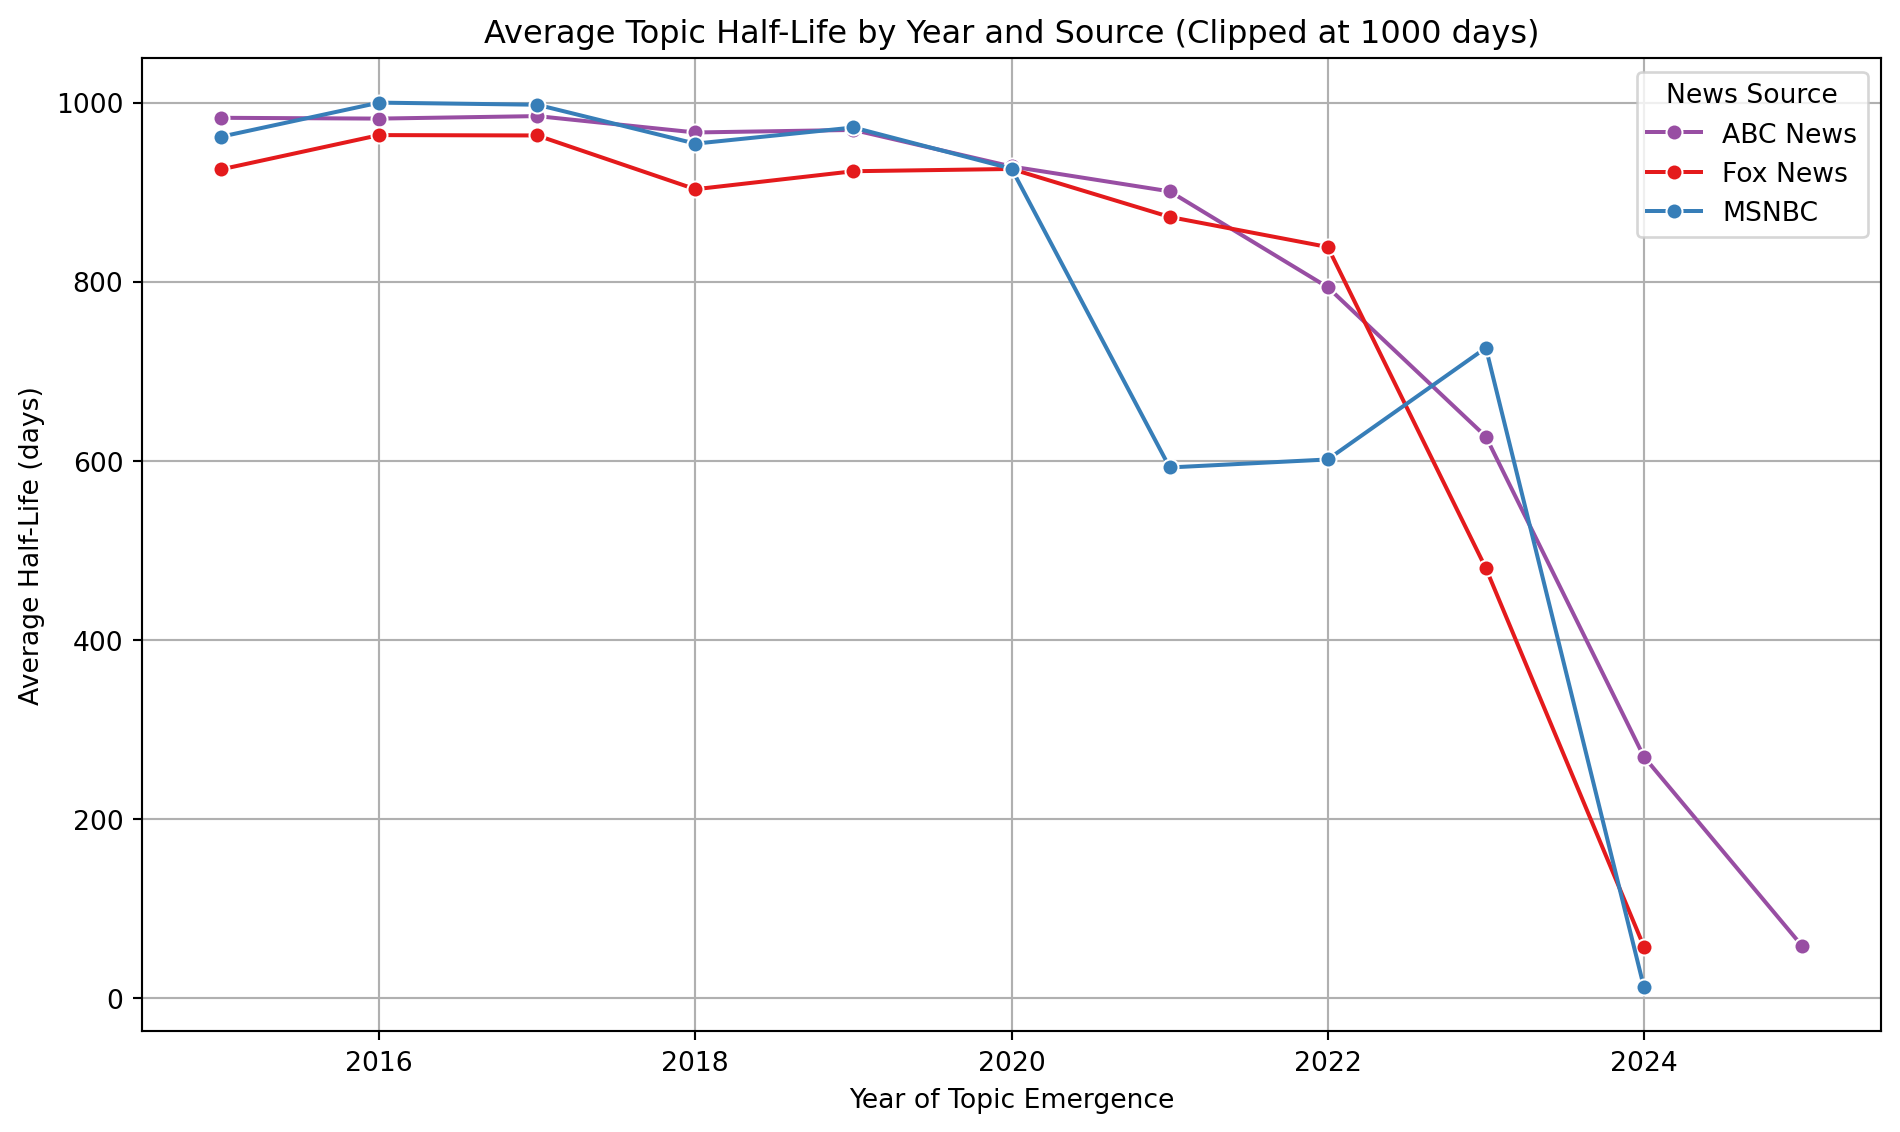 Average Topic Half-Life by Year and Source (Clipped at 1000 days)
News Source
ABC News
Fox News
MSNBC
Average Half-Life (days)
1000
800
600
400
200
0
2016
2018
2020
2022
2024
Year of Topic Emergence